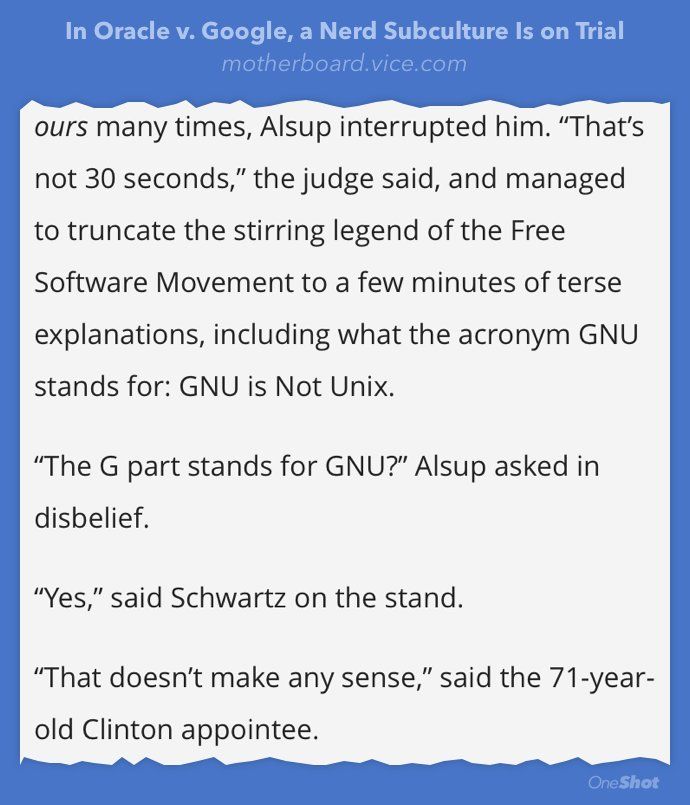 In Oracle v. Google, a Nerd Subculture Is on Trial
motherboard.vice.com
ours many times, Alsup interrupted him. “That’s
not 30 seconds,” the judge said, and managed
to truncate the stirring legend of the Free
Software Movement to a few minutes of terse
explanations, including what the acronym GNU
stands for: GNU is Not Unix.
“The G part stands for GNU?” Alsup asked in
disbelief.
“Yes,” said Schwartz on the stand.
“That doesn’t make any sense,” said the 71-year-
old Clinton appointee.
OneShot